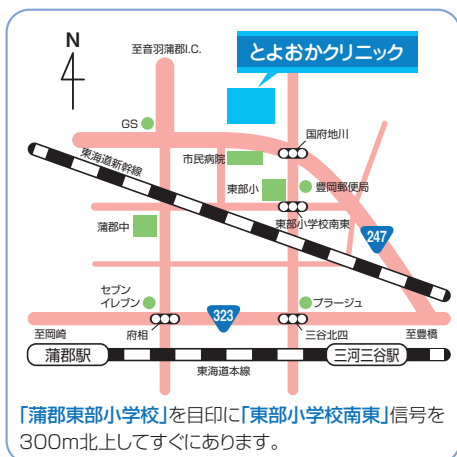 N
至音羽蒲郡I.C.
とよおかクリニック
GS
国府地川
東海道新幹線
市民病院
東部小
豊岡郵便局
蒲郡中
東部小学校南東
247
セブン
イレブン
プラージュ
323
至岡崎
府相
三谷北四
至豊橋
蒲郡駅
三河三谷駅
東海道本線
「蒲郡東部小学校」を目印に「東部小学校南東」信号を
300m北上してすぐにあります。